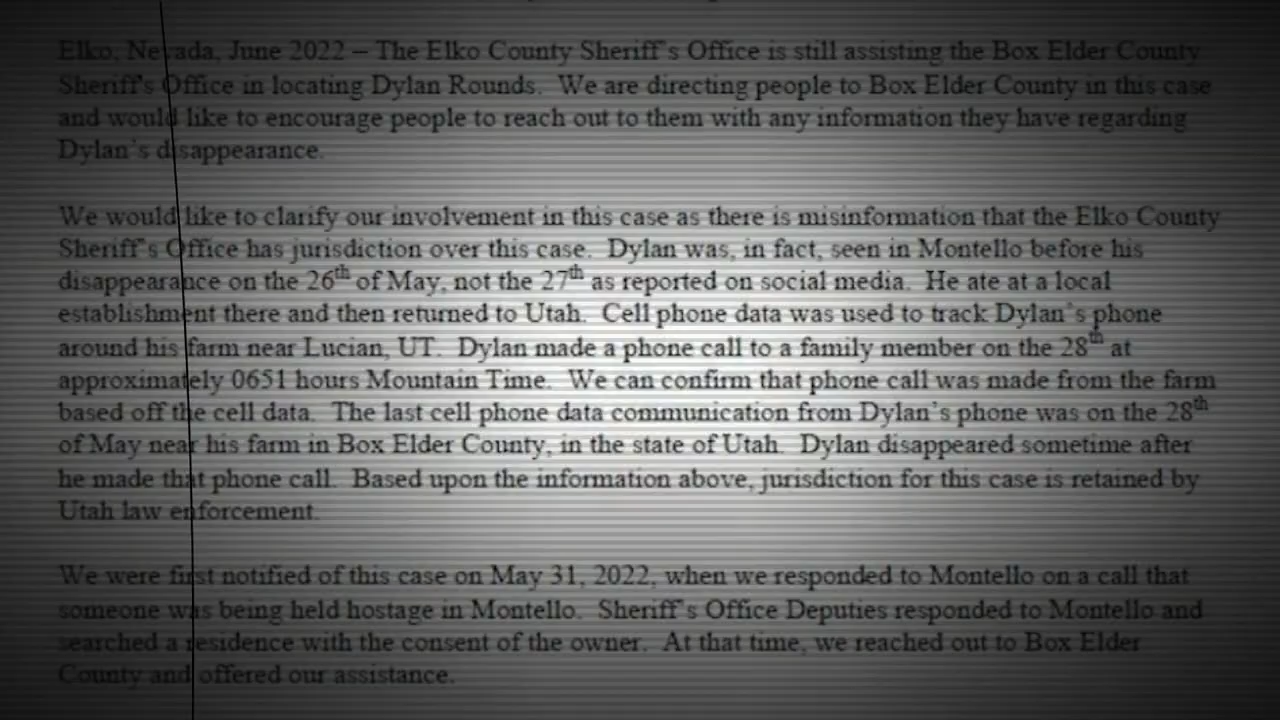 Elko, Nevada, June 2022 – The Elko County Sheriff's Office is still assisting the Box Elder County
Sheriff's Office in locating Dylan Rounds. We are directing people to Box Elder County in this case
and would like to encourage people to reach out to them with any information they have regarding
Dylan's disappearance.
We would like to clarify our involvement in this case as there is misinformation that the Elko County
Sheriff's Office has jurisdiction over this case. Dylan was, in fact, seen in Montello before his
disappearance on the 26th of May, not the 27th as reported on social media. He ate at a local
establishment there and then returned to Utah. Cell phone data was used to track Dylan's phone
around his farm near Lucian, UT. Dylan made a phone call to a family member on the 28th at
approximately 0651 hours Mountain Time. We can confirm that phone call was made from the farm
based off the cell data. The last cell phone data communication from Dylan's phone was on the 28th
of May near his farm in Box Elder County, in the state of Utah. Dylan disappeared sometime after
he made that phone call. Based upon the information above, jurisdiction for this case is retained by
Utah law enforcement.
We were first notified of this case on May 31, 2022, when we responded to Montello on a call that
someone was being held hostage in Montello. Sheriff's Office Deputies responded to Montello and
searched a residence with the consent of the owner. At that time, we reached out to Box Elder
County and offered our assistance.